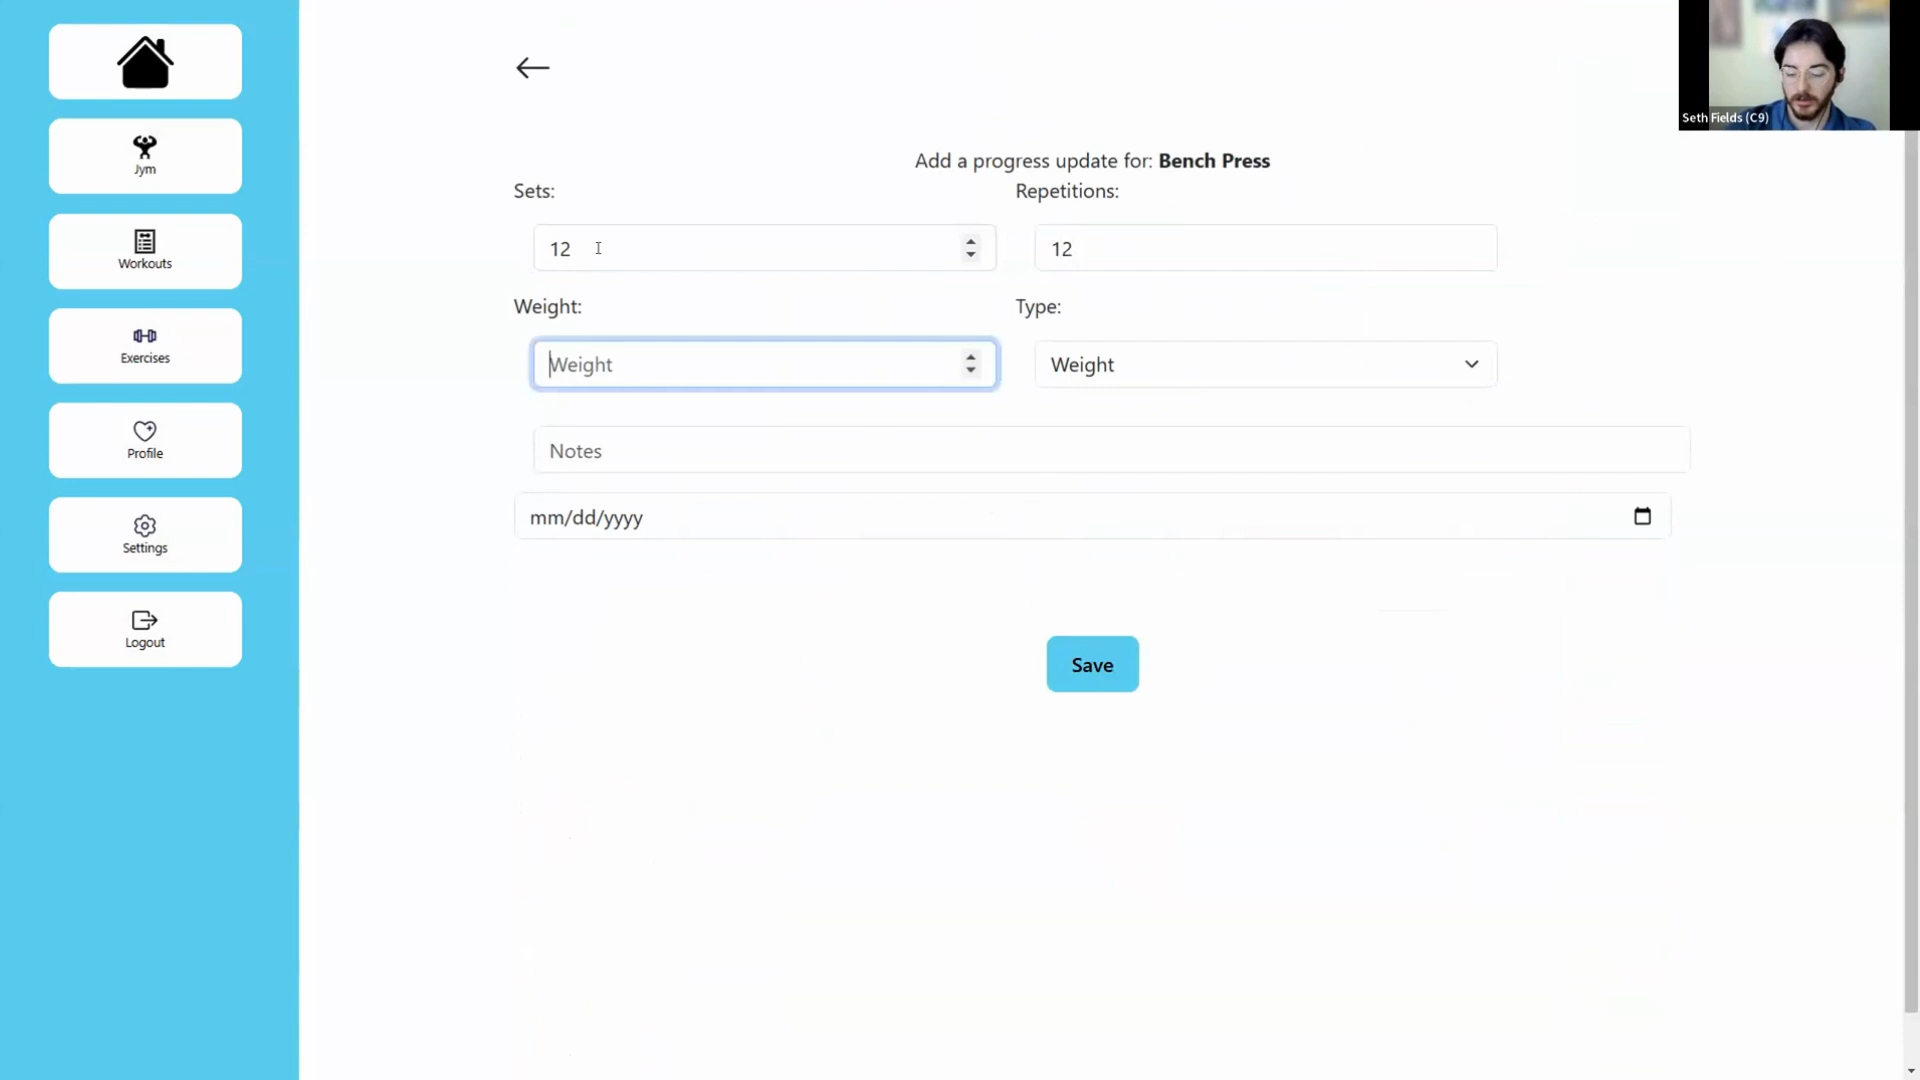 Seth Fields (C9)
Jym
Workouts
Exercises
Profile
Settings
Logout
Add a progress update for: Bench Press
Sets:
Repetitions:
12
12
Weight:
Type:
Weight
Weight
Notes
mm/dd/yyyy
Save